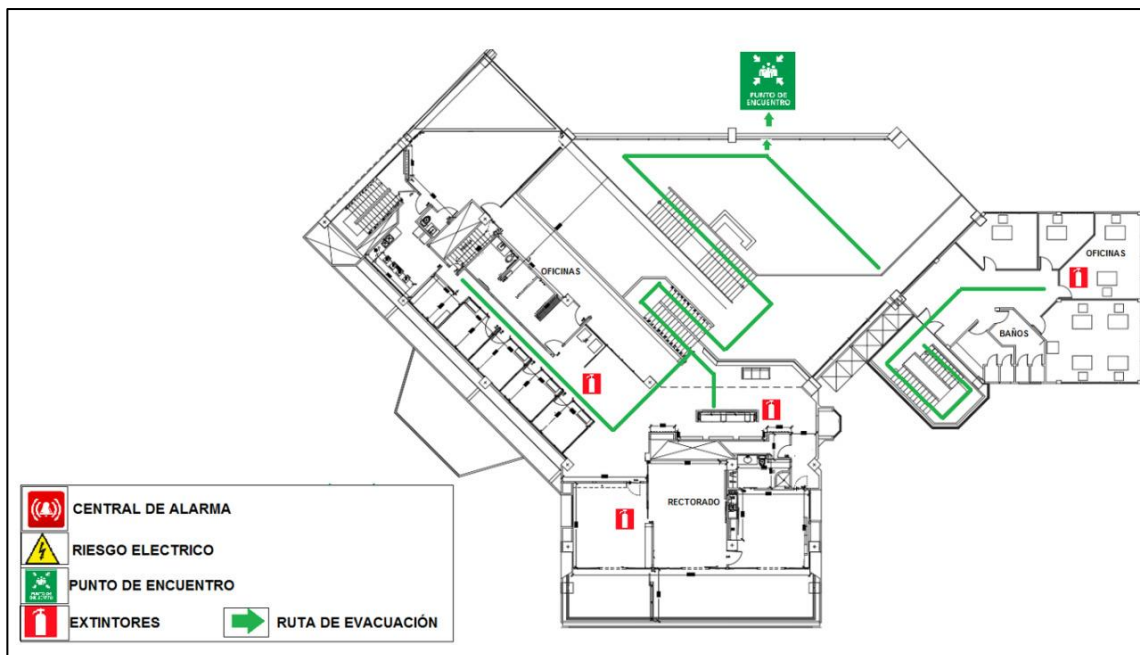 PUNTO DE
ENCUENTRO
OFICINAS
OFICINAS
BAÑOS
RECTORADO
CENTRAL DE ALARMA
RIESGO ELECTRICO
PUNTO DE ENCUENTRO
EXTINTORES
RUTA DE EVACUACIÓN